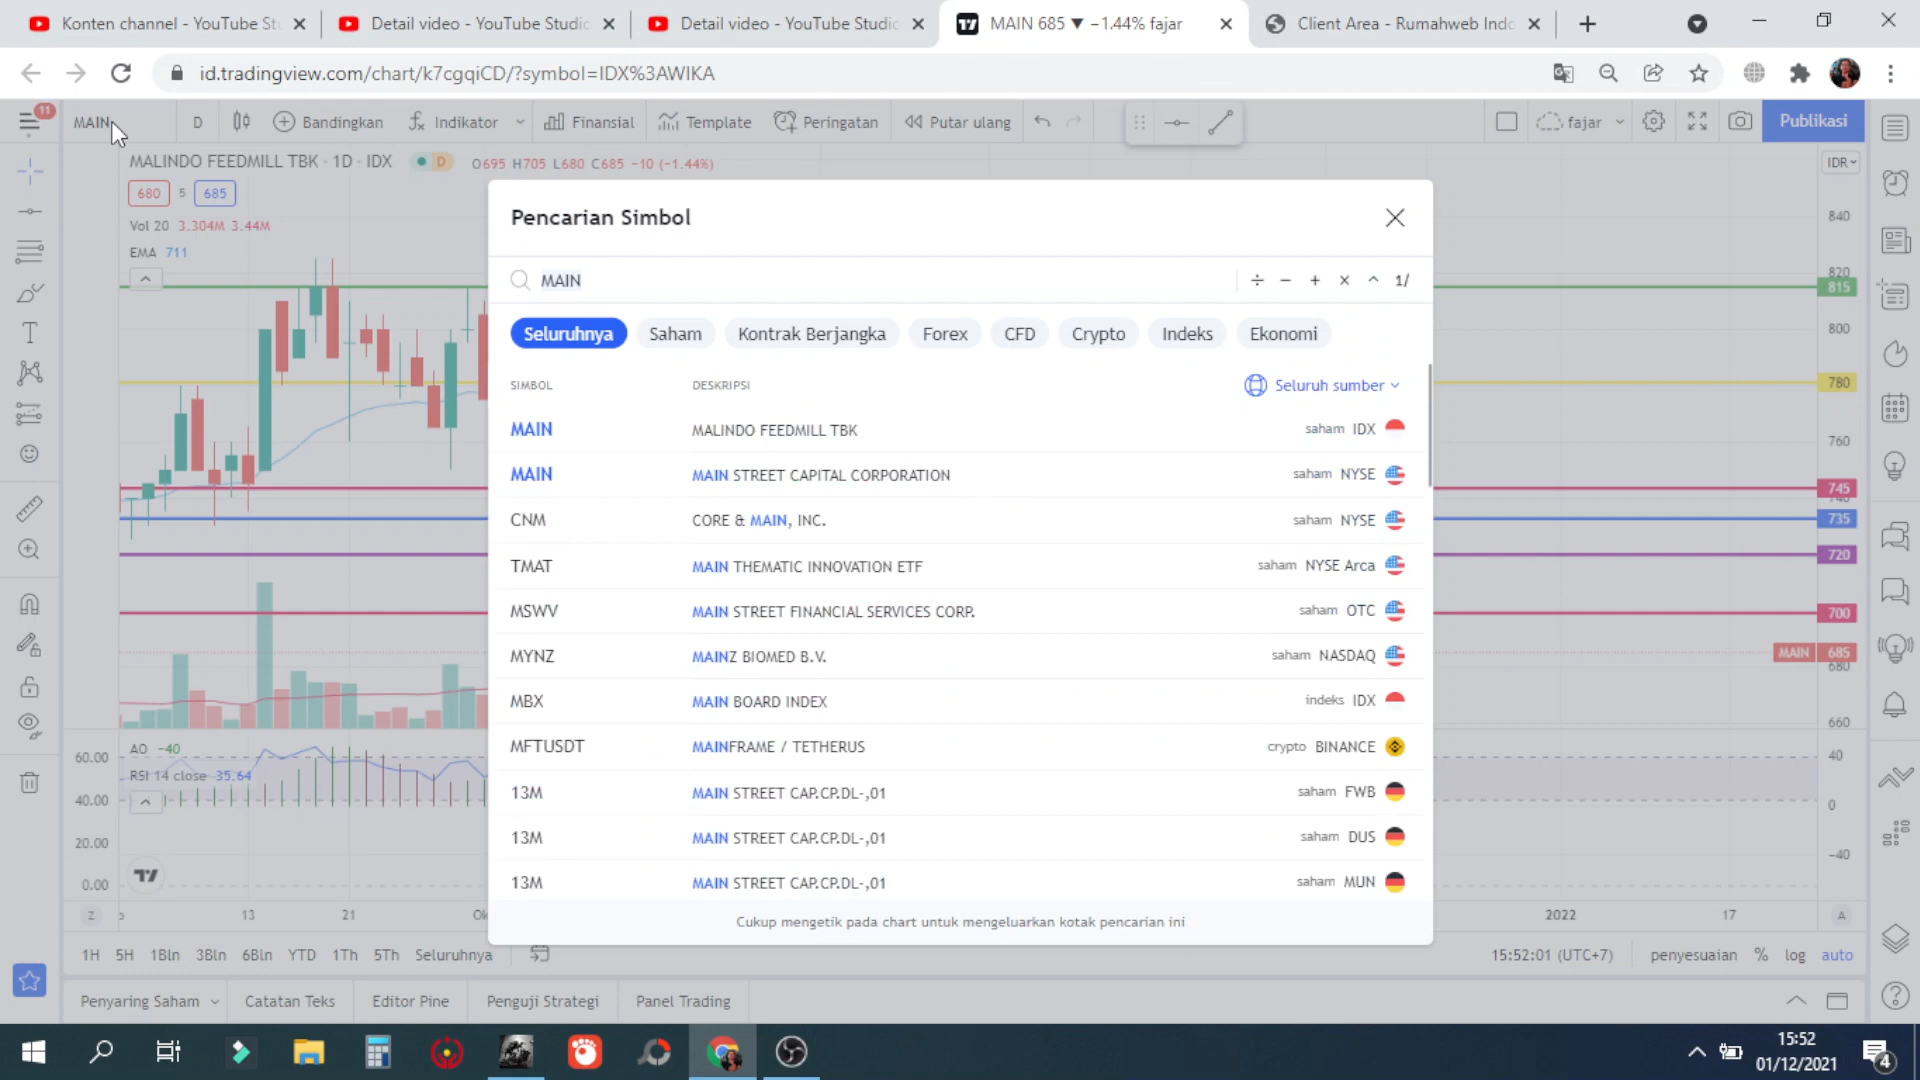 Konten channel - YouTube St
Detail video - YouTube Studio
Detail video - YouTube Studio
MAIN 685 ▼ −1.44% fajar
Client Area - Rumahweb Indo
id.tradingview.com/chart/k7cgqiCD/?symbol=IDX%3AWIKA
11
MAIN
D
Bandingkan
Indikator
Finansial
Template
Peringatan
Putar ulang
fajar
Publikasi
MALINDO FEEDMILL TBK · 1D · IDX
D
O695 H705 L680 C685 −10 (−1.44%)
IDR
680 5 685
Vol 20 3.304M 3.44M
EMA 711
Pencarian Simbol
MAIN
÷ − + × ^ 1/
Seluruhnya Saham Kontrak Berjangka Forex CFD Crypto Indeks Ekonomi
SIMBOL DESKRIPSI Seluruh sumber
MAIN MALINDO FEEDMILL TBK saham IDX
MAIN MAIN STREET CAPITAL CORPORATION saham NYSE
CNM CORE & MAIN, INC. saham NYSE
TMAT MAIN THEMATIC INNOVATION ETF saham NYSE Arca
MSWV MAIN STREET FINANCIAL SERVICES CORP. saham OTC
MYNZ MAINZ BIOMED B.V. saham NASDAQ
MBX MAIN BOARD INDEX indeks IDX
MFTUSDT MAINFRAME / TETHERUS crypto BINANCE
13M MAIN STREET CAP.CP.DL-,01 saham FWB
13M MAIN STREET CAP.CP.DL-,01 saham DUS
13M MAIN STREET CAP.CP.DL-,01 saham MUN
Cukup mengetik pada chart untuk mengeluarkan kotak pencarian ini
840
820
815
800
780
760
745
735
720
700
MAIN 685
680
660
40
0
−40
AO −40
RSI 14 close 35.64
60.00
40.00
20.00
0.00
Z 13 21 2022 17 A
1H 5H 1Bln 3Bln 6Bln YTD 1Th 5Th Seluruhnya
15:52:01 (UTC+7) penyesuaian % log auto
Penyaring Saham Catatan Teks Editor Pine Penguji Strategi Panel Trading
15:52
01/12/2021
4